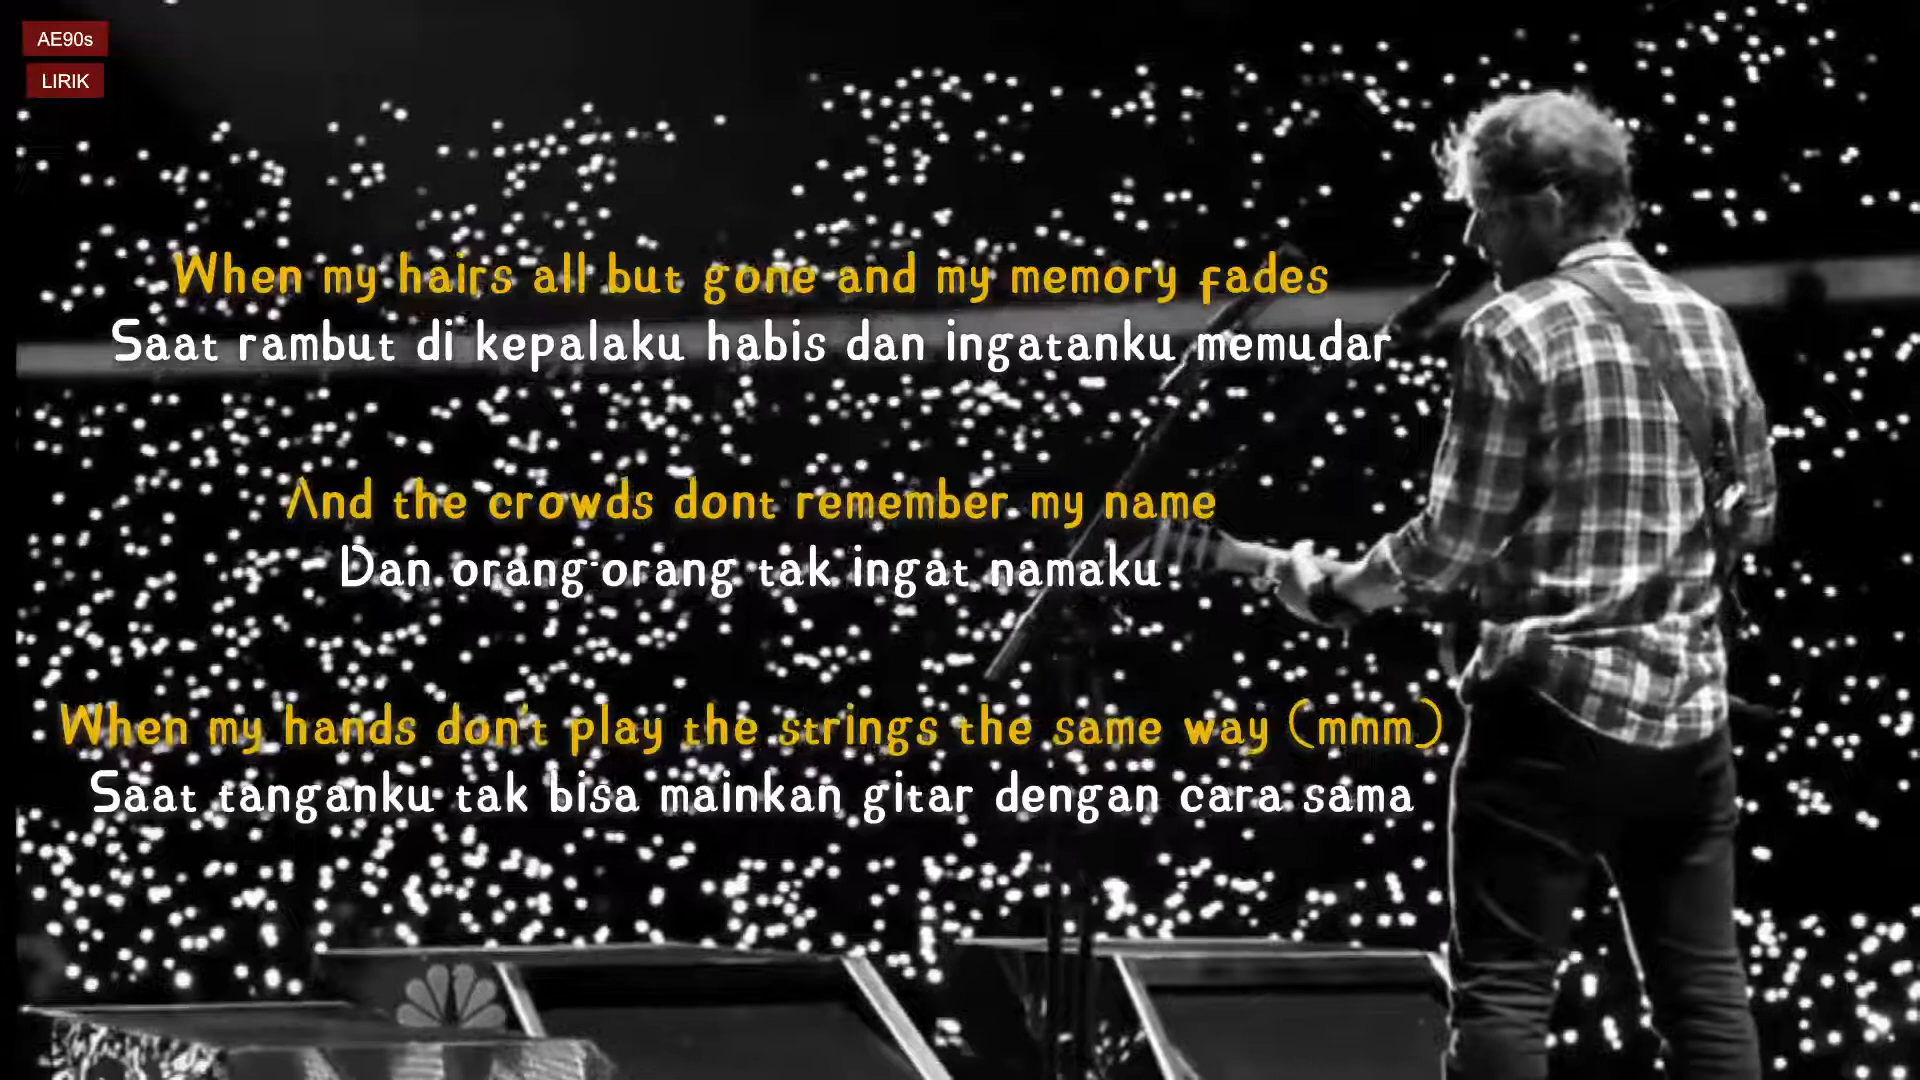 AE90s
LIRIK
When my hairs all but gone and my memory fades
Saat rambut di kepalaku habis dan ingatanku memudar
And the crowds dont remember my name
Dan orang-orang tak ingat namaku
When my hands don't play the strings the same way (mmm)
Saat tanganku tak bisa mainkan gitar dengan cara sama